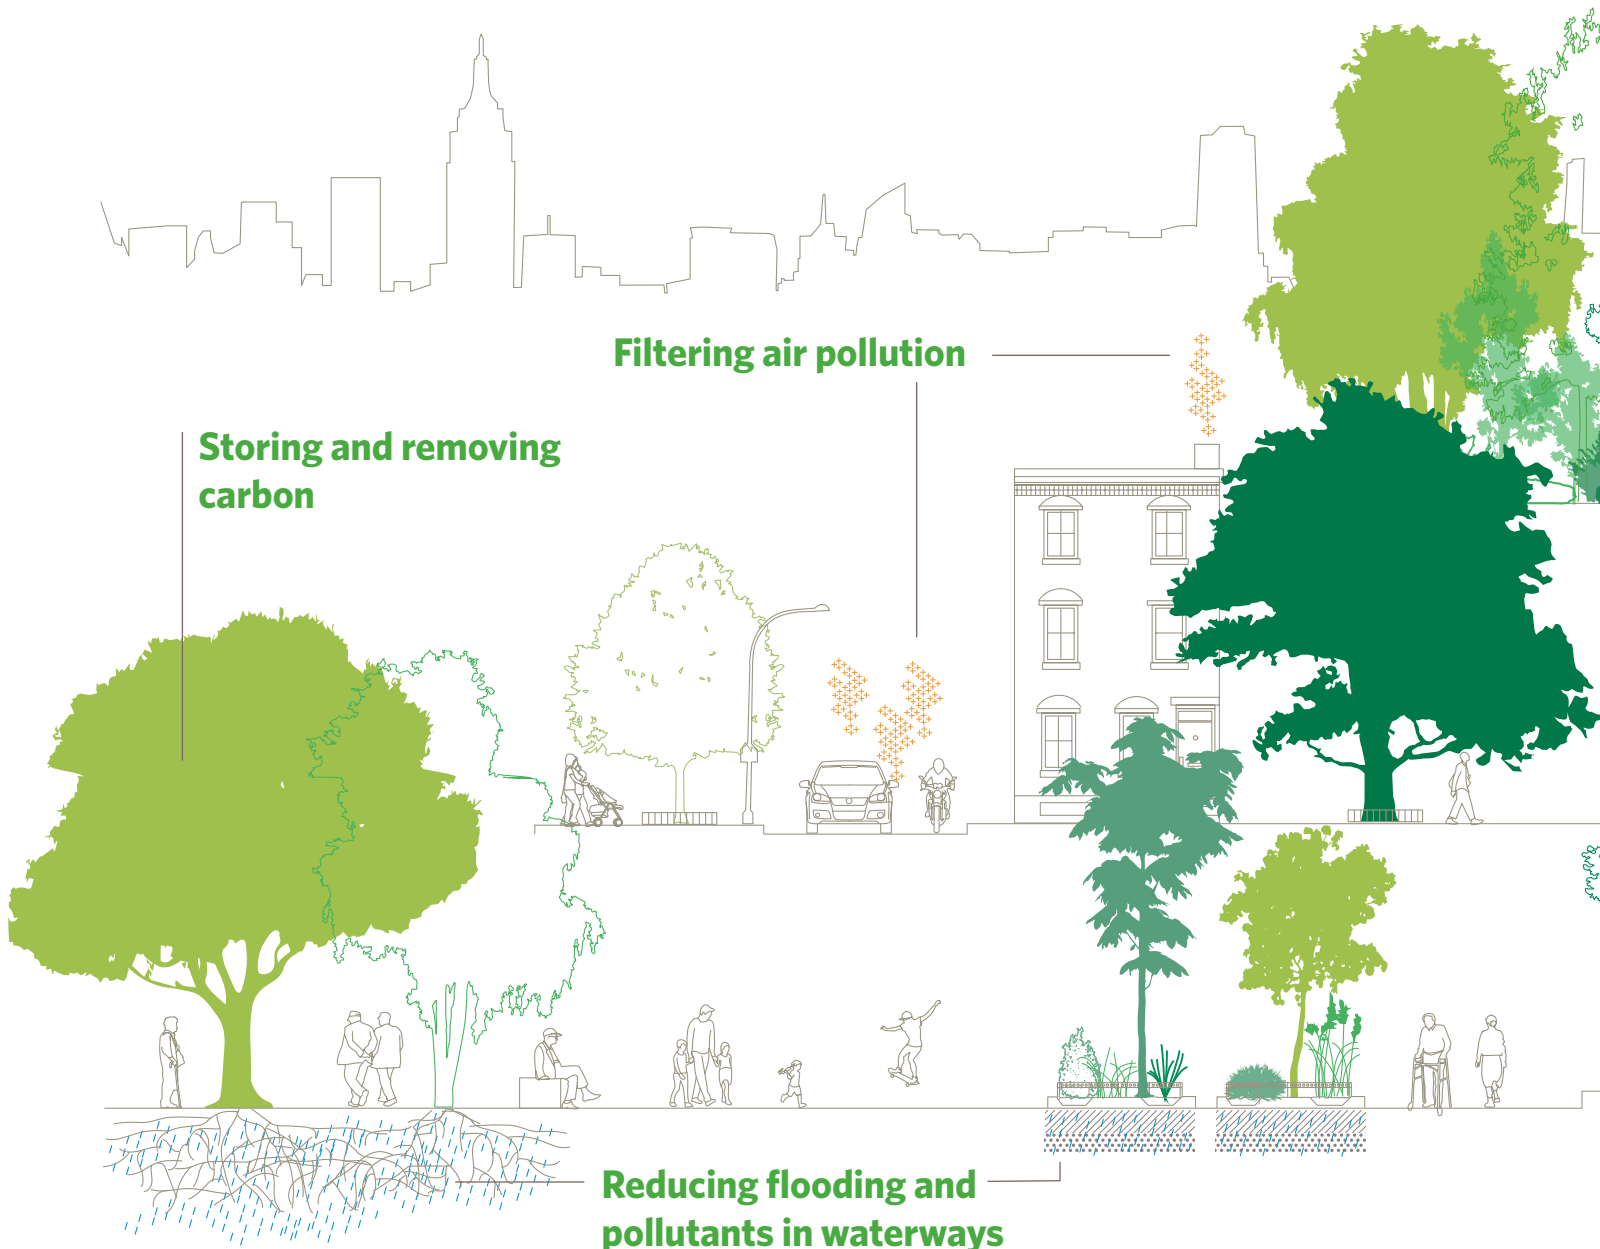 Filtering air pollution
Storing and removing
carbon
Reducing flooding and
pollutants in waterways